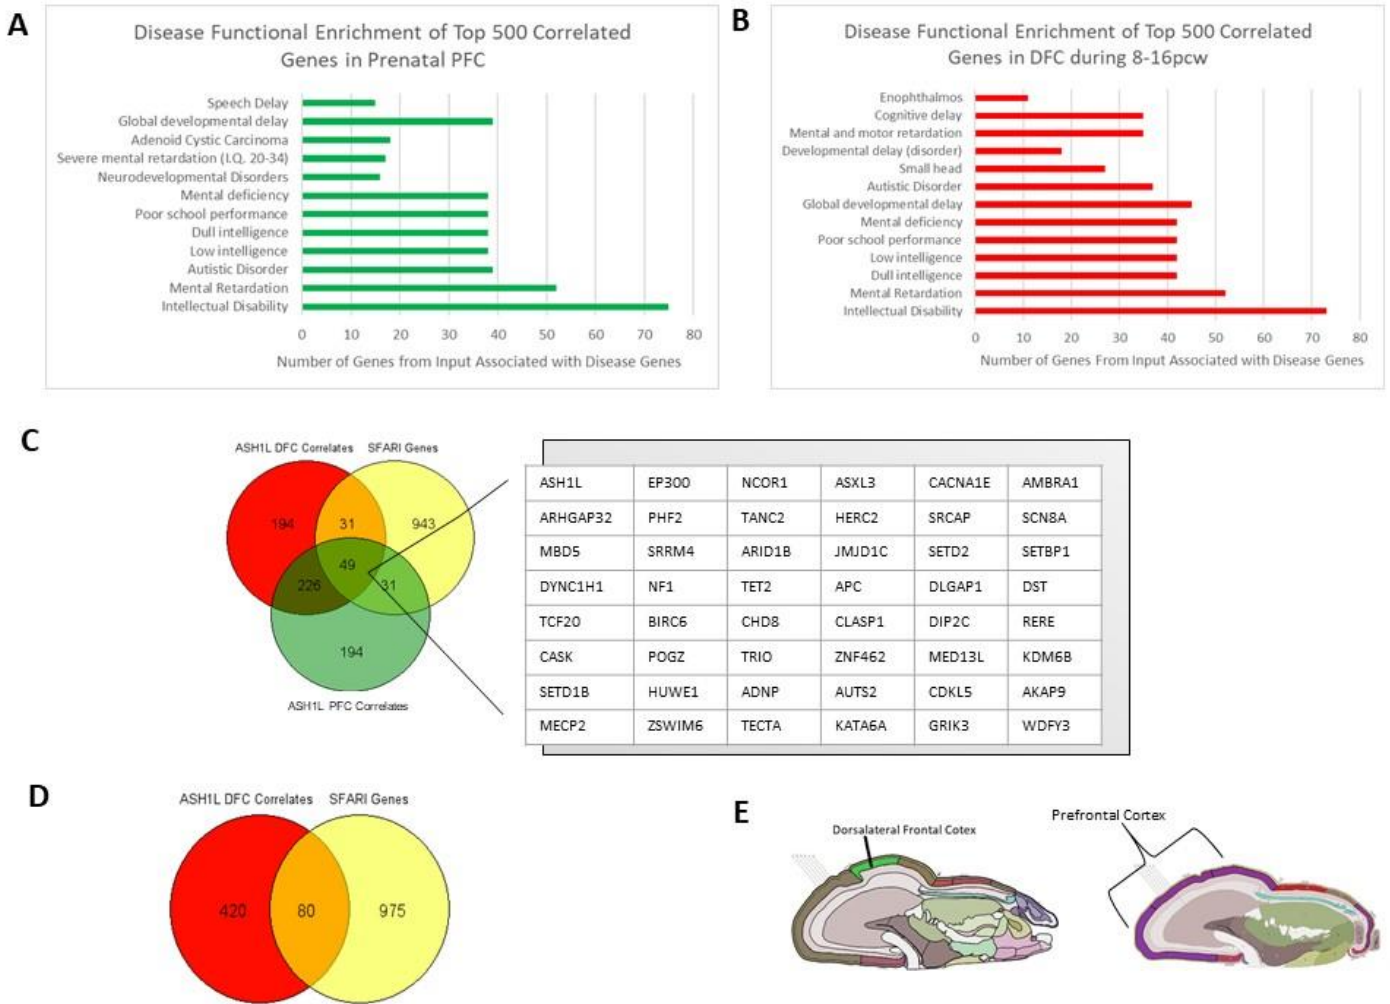 A
Disease Functional Enrichment of Top 500 Correlated
Genes in Prenatal PFC
Speech Delay
Global developmental delay
Adenoid Cystic Carcinoma
Severe mental retardation (I.Q. 20-34)
Neurodevelopmental Disorders
Mental deficiency
Poor school performance
Dull intelligence
Low intelligence
Autistic Disorder
Mental Retardation
Intellectual Disability
0 10 20 30 40 50 60 70 80
Number of Genes from Input Associated with Disease Genes
B
Disease Functional Enrichment of Top 500 Correlated
Genes in DFC during 8-16pcw
Enophthalmos
Cognitive delay
Mental and motor retardation
Developmental delay (disorder)
Small head
Autistic Disorder
Global developmental delay
Mental deficiency
Poor school performance
Low intelligence
Dull intelligence
Mental Retardation
Intellectual Disability
0 10 20 30 40 50 60 70 80
Number of Genes From Input Associated with Disease Genes
C
ASH1L DFC Correlates SFARI Genes
194 31 943
49
226 31
194
ASH1L PFC Correlates
ASH1L EP300 NCOR1 ASXL3 CACNA1E AMBRA1
ARHGAP32 PHF2 TANC2 HERC2 SRCAP SCN8A
MBD5 SRRM4 ARID1B JMJD1C SETD2 SETBP1
DYNC1H1 NF1 TET2 APC DLGAP1 DST
TCF20 BIRC6 CHD8 CLASP1 DIP2C RERE
CASK POGZ TRIO ZNF462 MED13L KDM6B
SETD1B HUWE1 ADNP AUTS2 CDKL5 AKAP9
MECP2 ZSWIM6 TECTA KATA6A GRIK3 WDFY3
D
ASH1L DFC Correlates SFARI Genes
420 80 975
E
Dorsalateral Frontal Cotex
Prefrontal Cortex